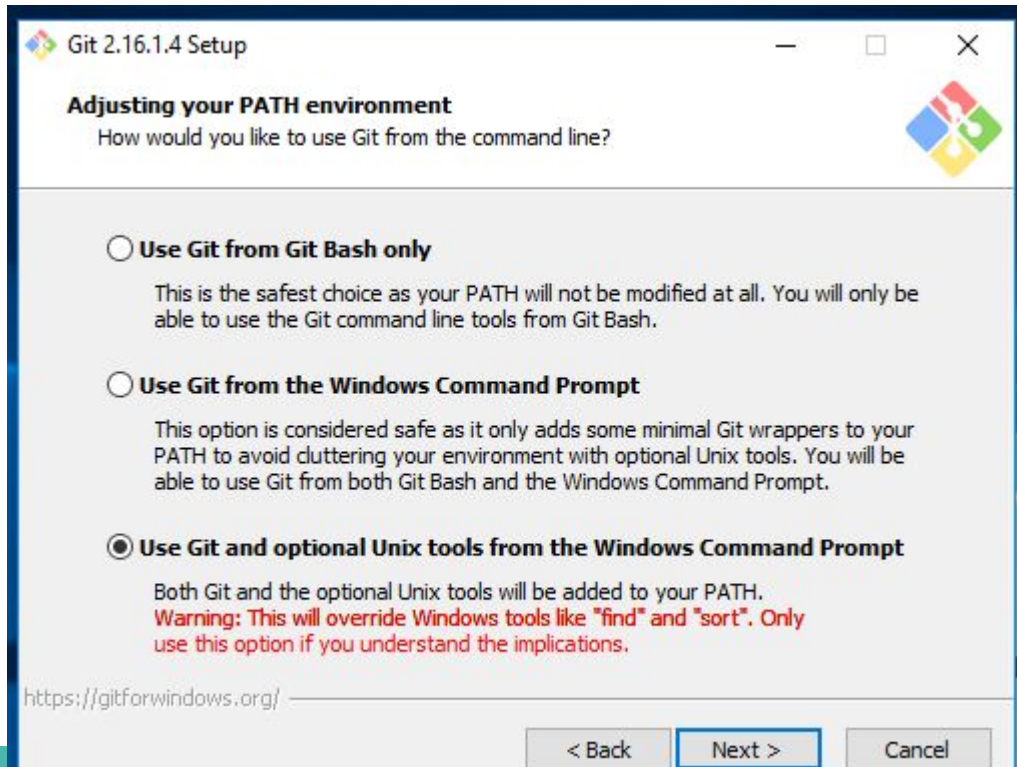 Git 2.16.1.4 Setup
Adjusting your PATH environment
How would you like to use Git from the command line?
Use Git from Git Bash only
This is the safest choice as your PATH will not be modified at all. You will only be
able to use the Git command line tools from Git Bash.
Use Git from the Windows Command Prompt
This option is considered safe as it only adds some minimal Git wrappers to your
PATH to avoid cluttering your environment with optional Unix tools. You will be
able to use Git from both Git Bash and the Windows Command Prompt.
Use Git and optional Unix tools from the Windows Command Prompt
Both Git and the optional Unix tools will be added to your PATH.
Warning: This will override Windows tools like "find" and "sort". Only
use this option if you understand the implications.
https://gitforwindows.org/
< Back Next > Cancel